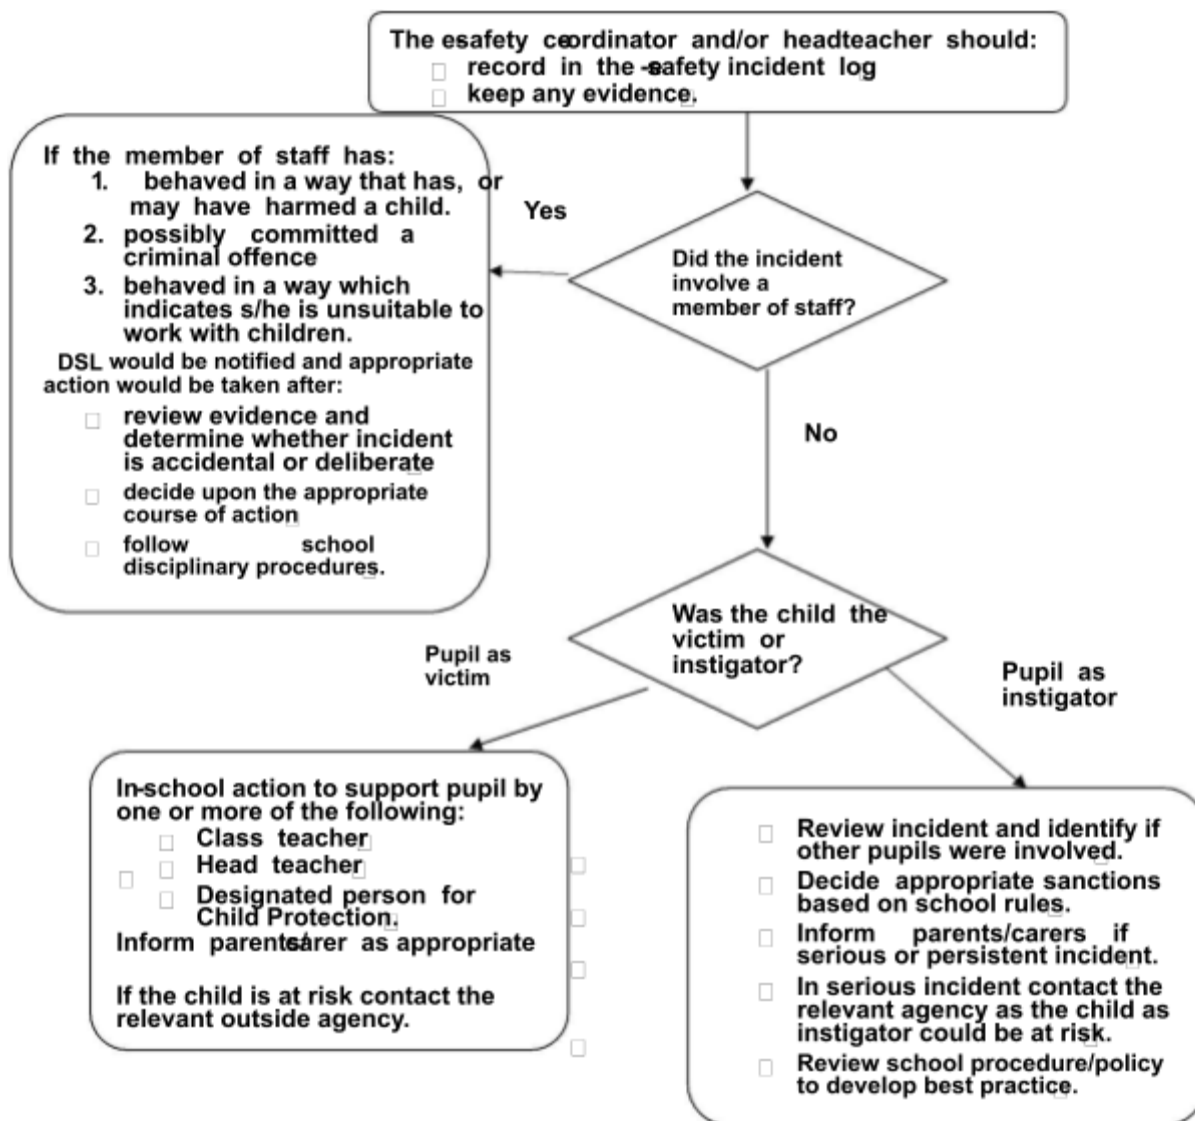 The esafety coordinator and/or headteacher should:
record in the e-safety incident log
keep any evidence.
If the member of staff has:
1. behaved in a way that has, or
may have harmed a child.
2. possibly committed a
criminal offence
3. behaved in a way which
indicates s/he is unsuitable to
work with children.
DSL would be notified and appropriate
action would be taken after:
review evidence and
determine whether incident
is accidental or deliberate
decide upon the appropriate
course of action
follow school
disciplinary procedures.
Yes
Did the incident
involve a
member of staff?
No
Was the child the
victim or
instigator?
Pupil as
victim
Pupil as
instigator
In-school action to support pupil by
one or more of the following:
Class teacher
Head teacher
Designated person for
Child Protection.
Inform parents/carer as appropriate
If the child is at risk contact the
relevant outside agency.
Review incident and identify if
other pupils were involved.
Decide appropriate sanctions
based on school rules.
Inform parents/carers if
serious or persistent incident.
In serious incident contact the
relevant agency as the child as
instigator could be at risk.
Review school procedure/policy
to develop best practice.